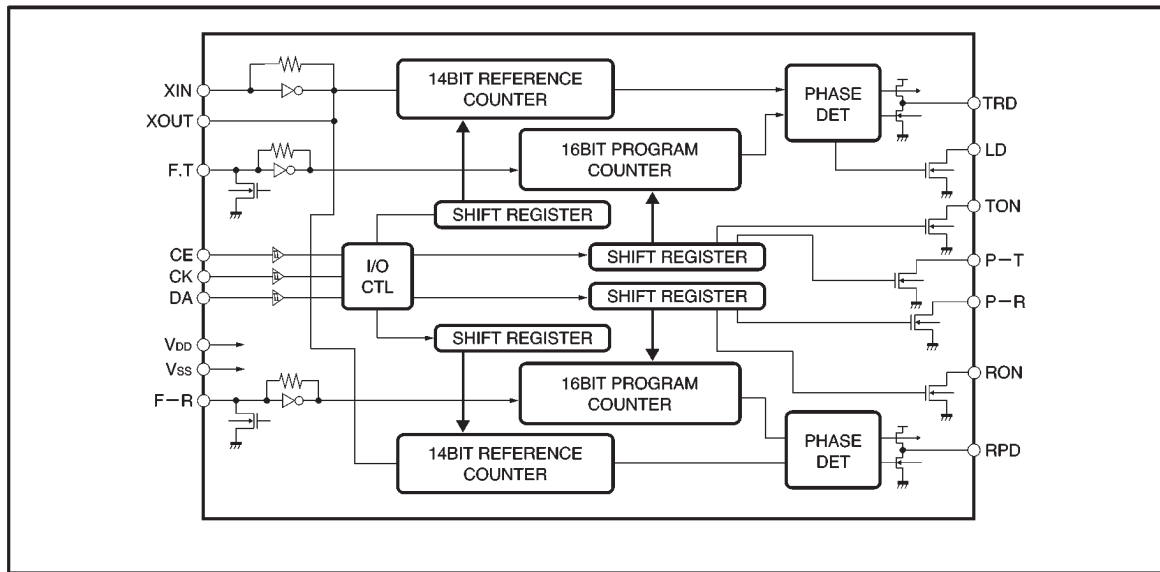 XIN
XOUT
F.T
CE
CK
DA
VDD
VSS
F−R
14BIT REFERENCE
COUNTER
16BIT PROGRAM
COUNTER
SHIFT REGISTER
I/O
CTL
SHIFT REGISTER
SHIFT REGISTER
SHIFT REGISTER
16BIT PROGRAM
COUNTER
14BIT REFERENCE
COUNTER
PHASE
DET
PHASE
DET
TRD
LD
TON
P−T
P−R
RON
RPD